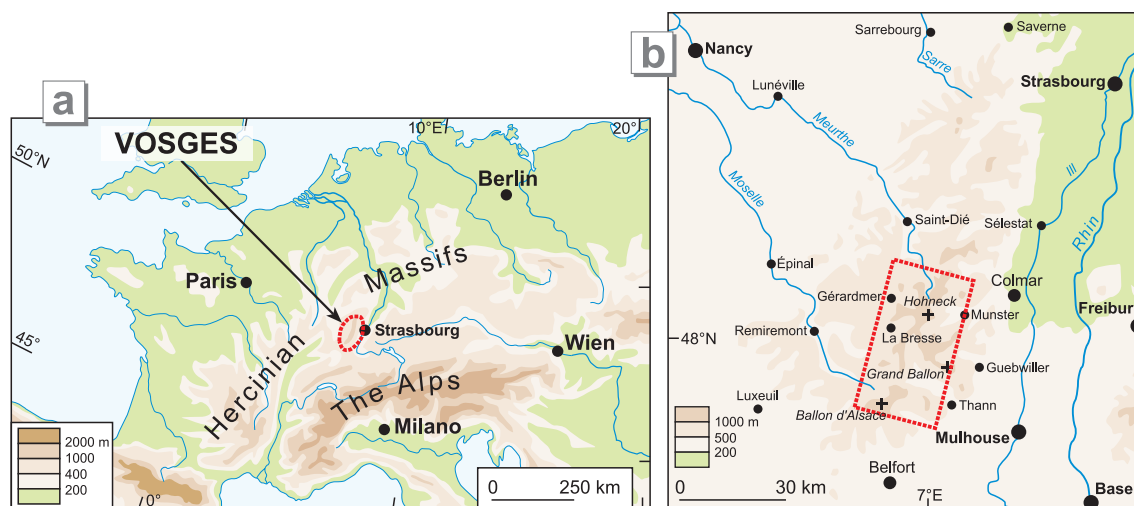 a
VOSGES
10°E
20°
50°N
45°
0°
Berlin
Paris
Massifs
Strasbourg
Hercinian
Wien
The Alps
Milano
2000 m
1000
400
200
0 250 km
b
Nancy
Sarrebourg
Saverne
Sarre
Strasbourg
Lunéville
Meurthe
Moselle
Ill
Rhin
Saint-Dié
Sélestat
Épinal
Colmar
Gérardmer
Hohneck
Munster
Freibur
Remiremont
La Bresse
48°N
Grand Ballon
Guebwiller
Luxeuil
Ballon d'Alsace
Thann
Mulhouse
1000 m
500
200
Belfort
0 30 km
7°E
Base